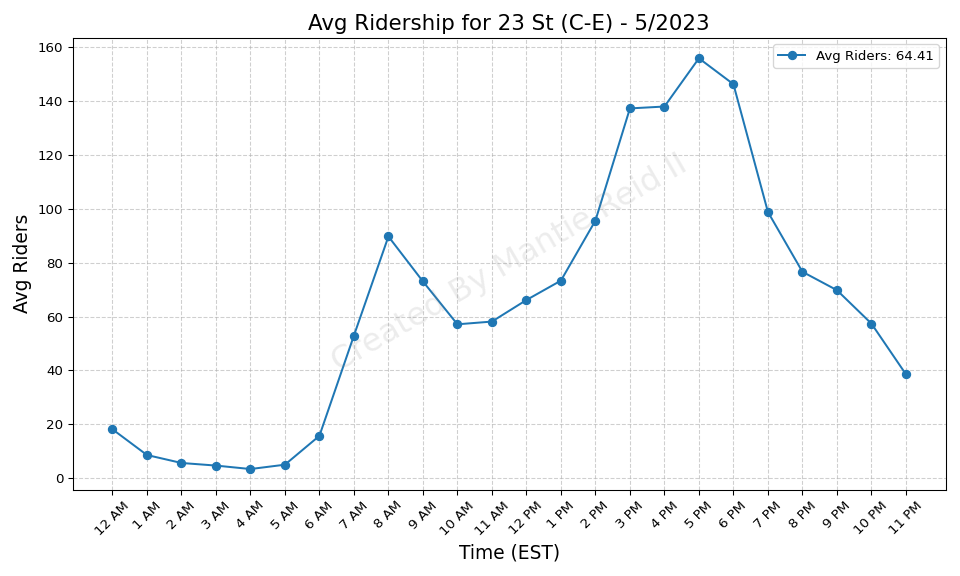 Avg Ridership for 23 St (C-E) - 5/2023
Avg Riders: 64.41
160
140
120
100
80
60
40
20
0
Avg Riders
Created By Mantle Reid II
12 AM
1 AM
2 AM
3 AM
4 AM
5 AM
6 AM
7 AM
8 AM
9 AM
10 AM
11 AM
12 PM
1 PM
2 PM
3 PM
4 PM
5 PM
6 PM
7 PM
8 PM
9 PM
10 PM
11 PM
Time (EST)